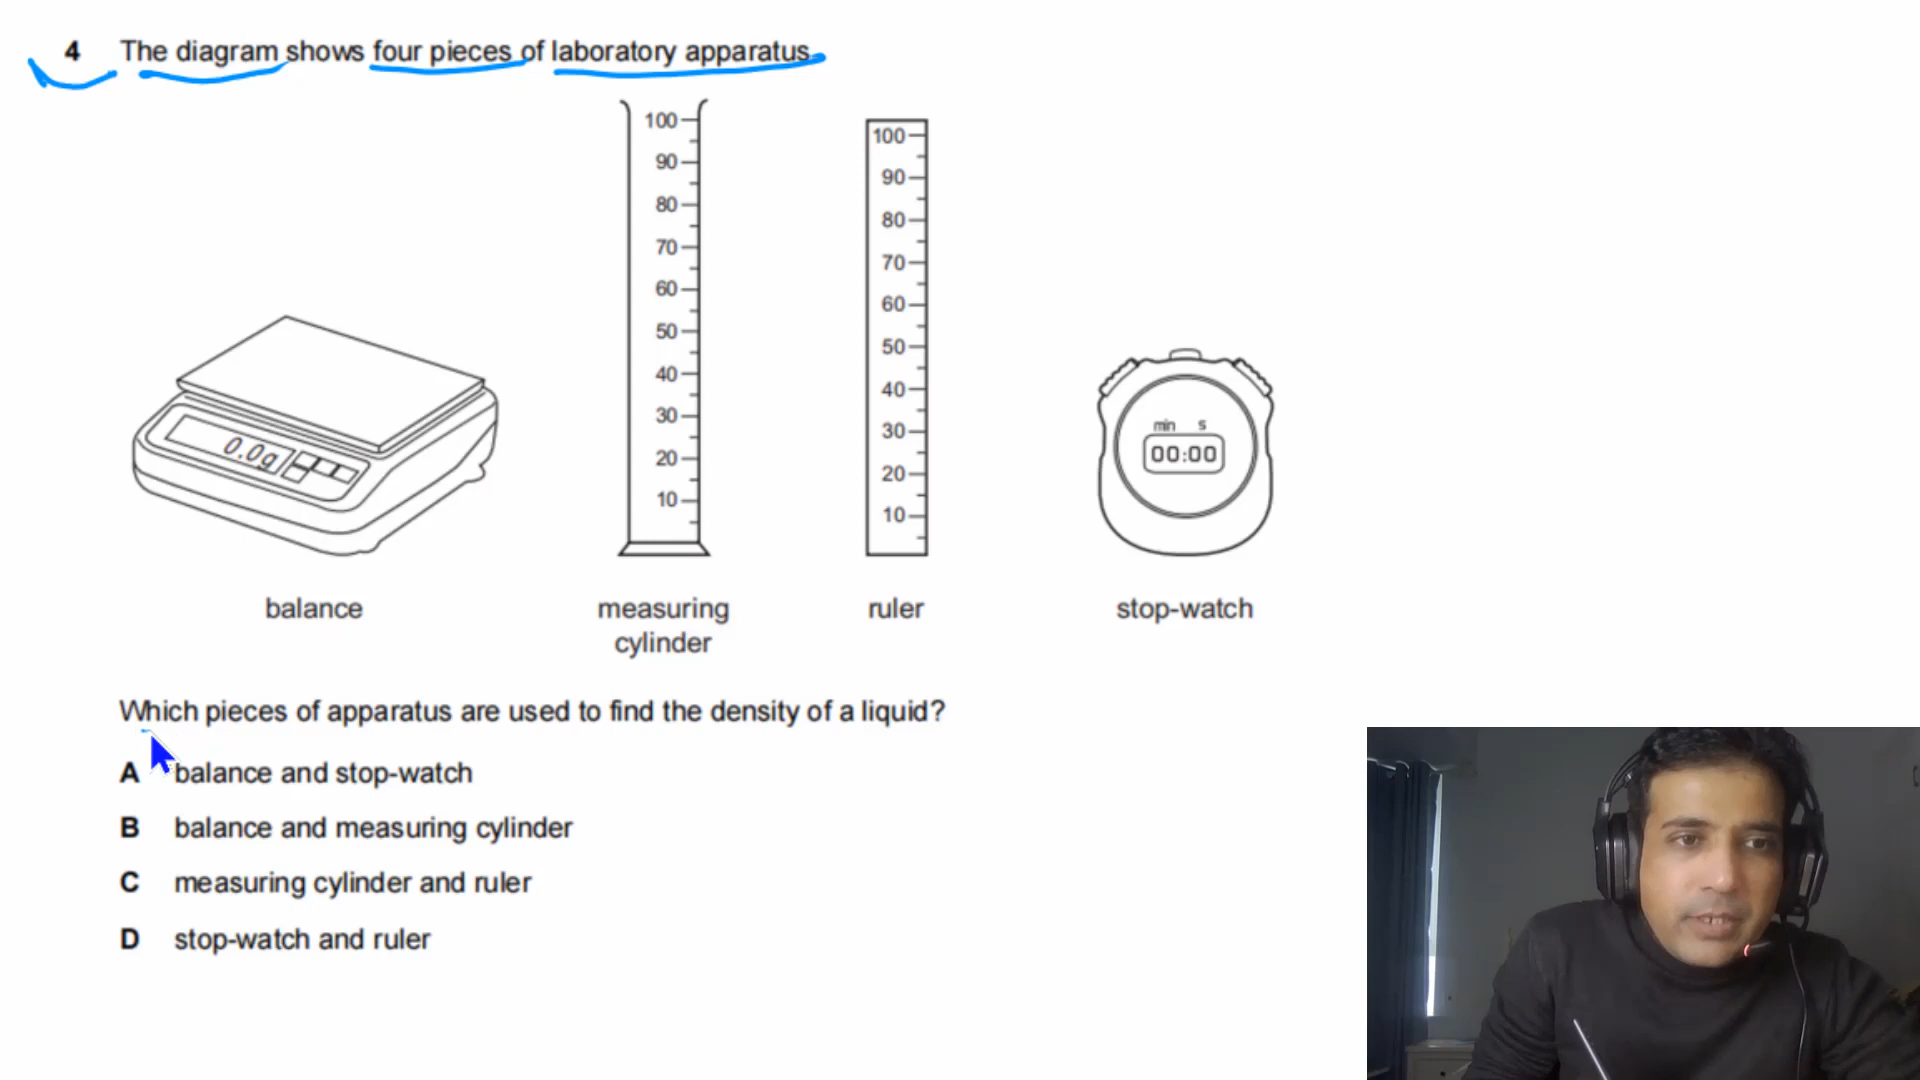 4 The diagram shows four pieces of laboratory apparatus.
100
90
80
70
60
50
40
30
20
10
100
90
80
70
60
50
40
30
20
10
0.0g
min s
00:00
balance
measuring
cylinder
ruler
stop-watch
Which pieces of apparatus are used to find the density of a liquid?
A balance and stop-watch
B balance and measuring cylinder
C measuring cylinder and ruler
D stop-watch and ruler